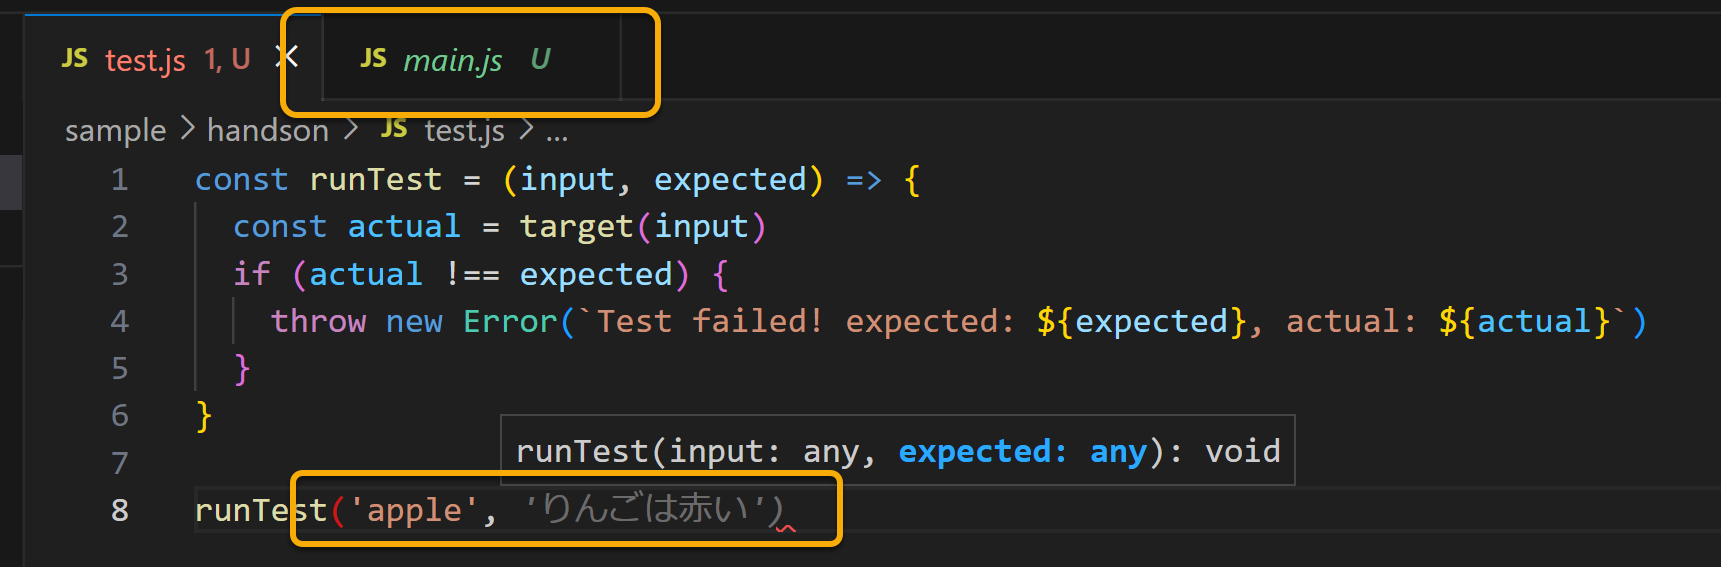 JS test.js 1, U JS main.js U
sample > handson > JS test.js > ...
1 const runTest = (input, expected) => {
2 const actual = target(input)
3 if (actual !== expected) {
4 throw new Error(`Test failed! expected: ${expected}, actual: ${actual}`)
5 }
6 }
runTest(input: any, expected: any): void
7
8 runTest('apple', 'りんごは赤い')